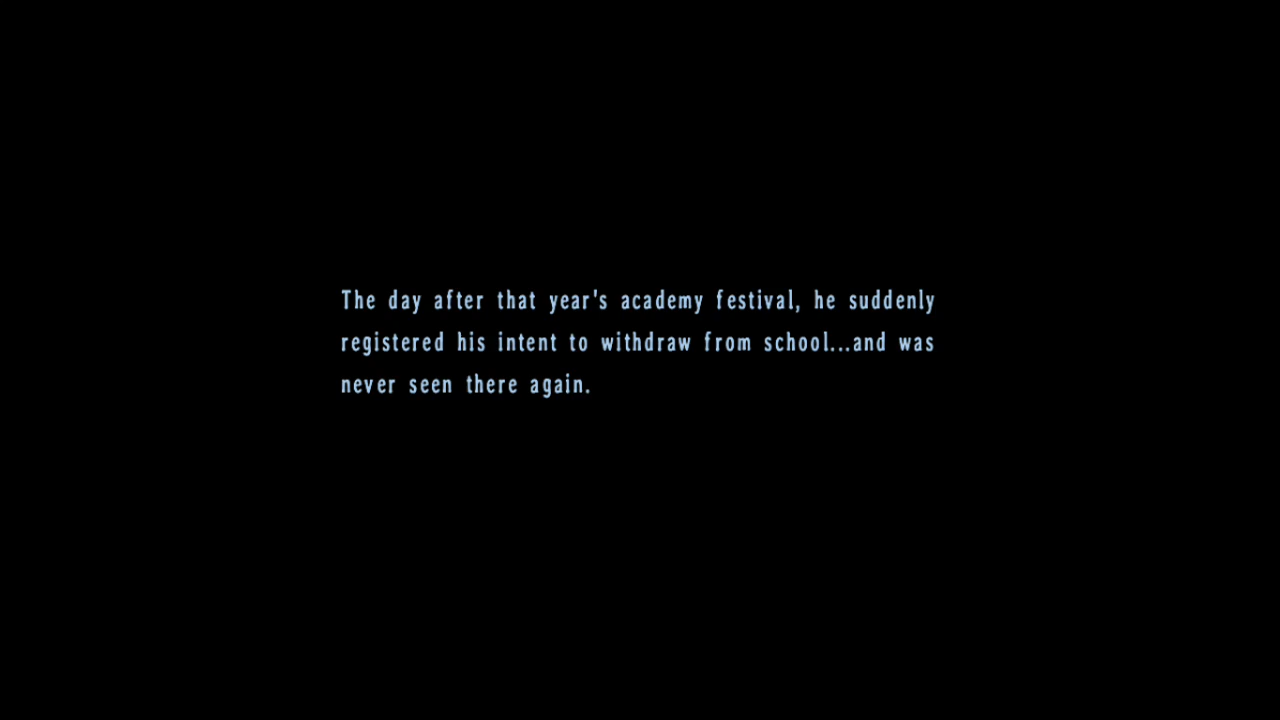 The day after that year's academy festival, he suddenly
registered his intent to withdraw from school...and was
never seen there again.